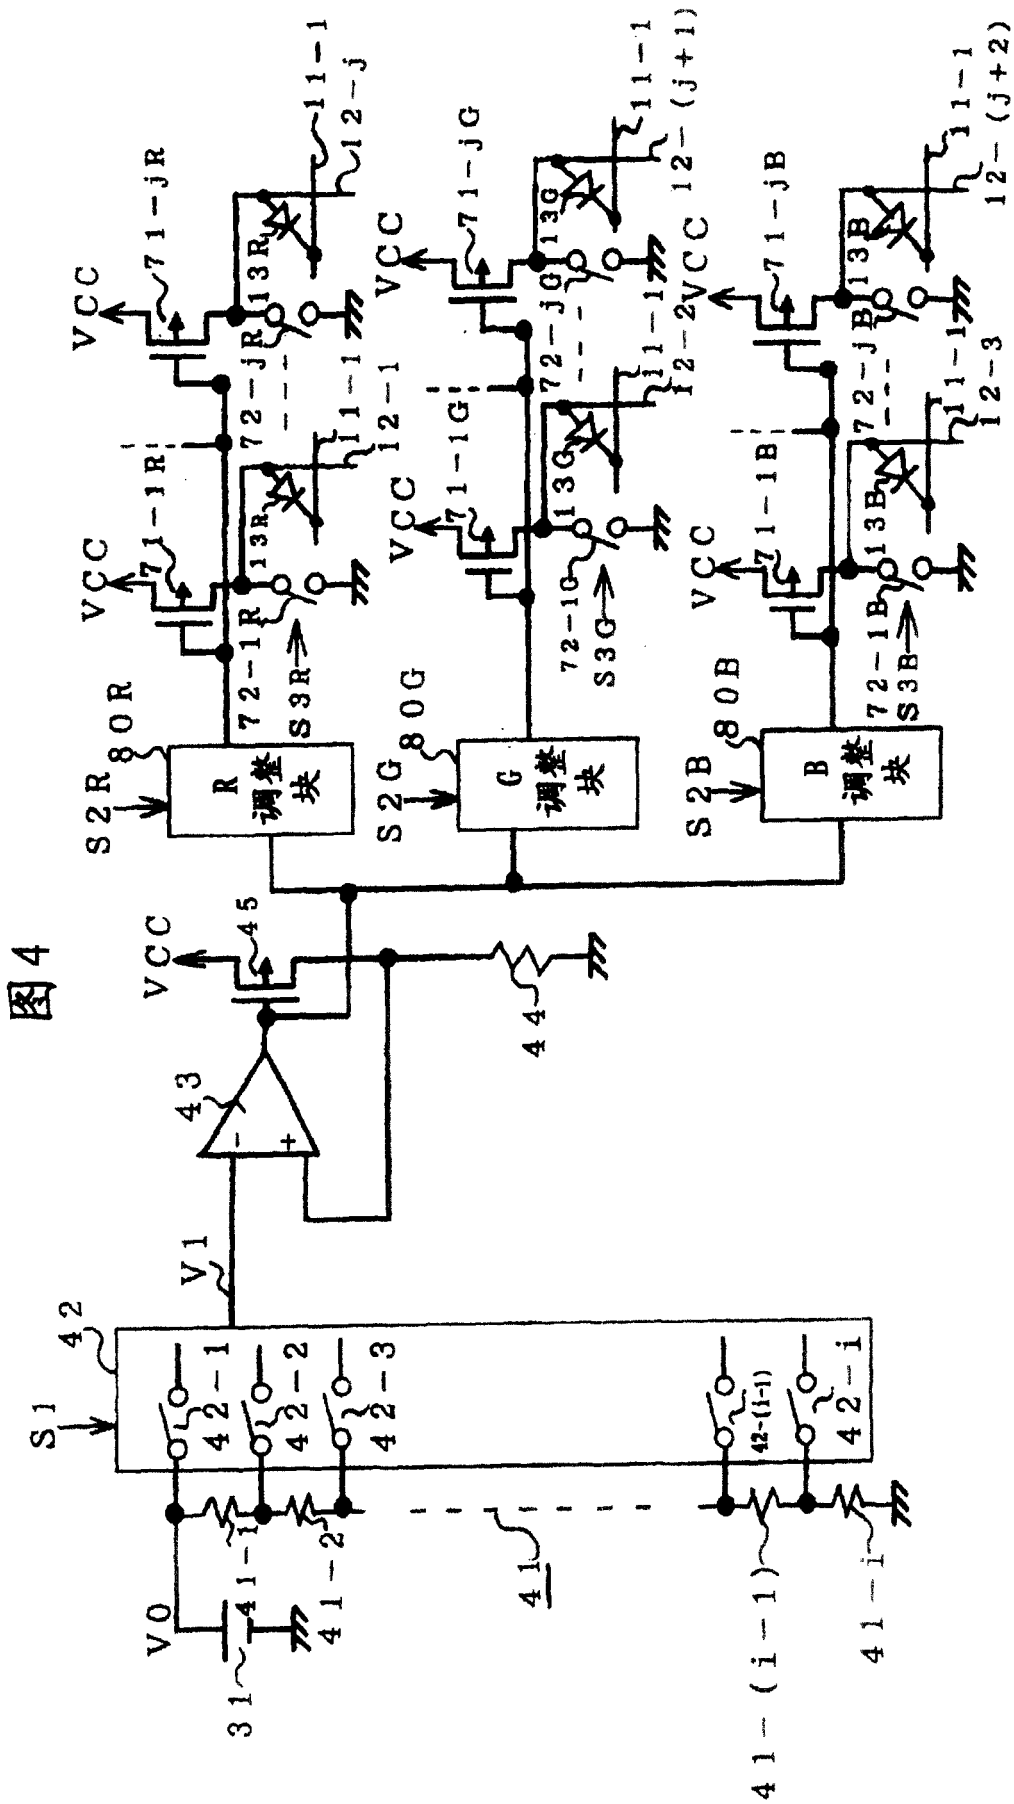 图4
S1
42
V0
31
41-1
41-2
41
41-(i-1)
41-i
42-1
42-2
42-3
42-(i-1)
42-i
V1
43
-
+
VCC
45
44
S2R
80R
R
调整
块
VCC
71-1R
72-1R
S3R
13R
11-1
12-1
VCC
71-jR
72-jR
13R
11-1
12-j
S2G
80G
G
调整
块
VCC
71-1G
72-1G
S3G
13G
11-1
12-2
VCC
71-jG
72-jG
13G
11-1
12-(j+1)
S2B
80B
B
调整
块
VCC
71-1B
72-1B
S3B
13B
11-1
12-3
VCC
71-jB
72-jB
13B
11-1
12-(j+2)